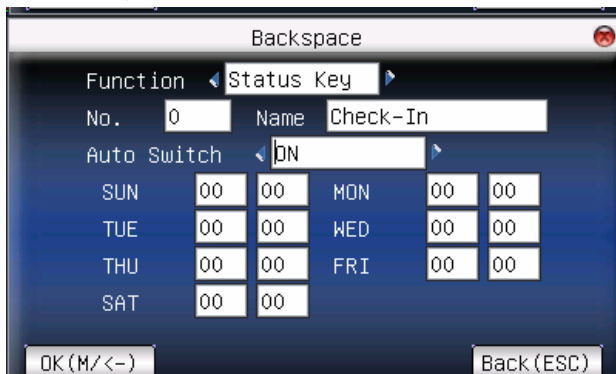 Backspace
Function Status Key
No. 0 Name Check-In
Auto Switch ON
SUN 00 00 MON 00 00
TUE 00 00 WED 00 00
THU 00 00 FRI 00 00
SAT 00 00
OK(M/<-) Back(ESC)